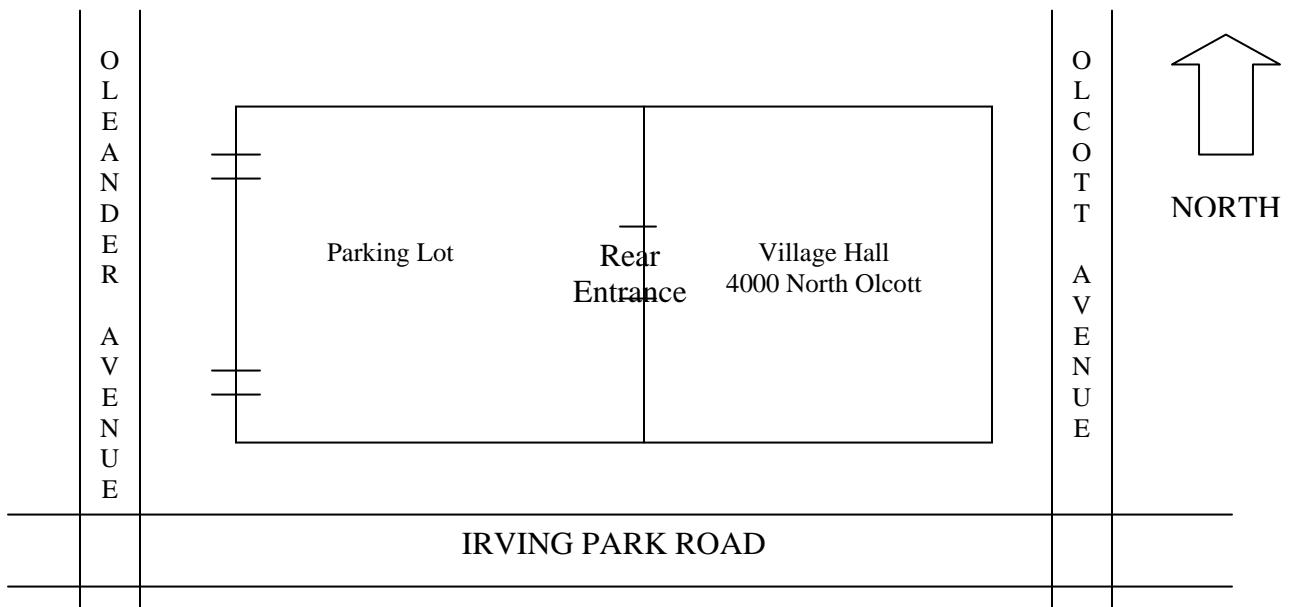 OLEANDER AVENUE
Parking Lot
Rear
Entrance
Village Hall
4000 North Olcott
OLCOTT AVENUE
NORTH
IRVING PARK ROAD